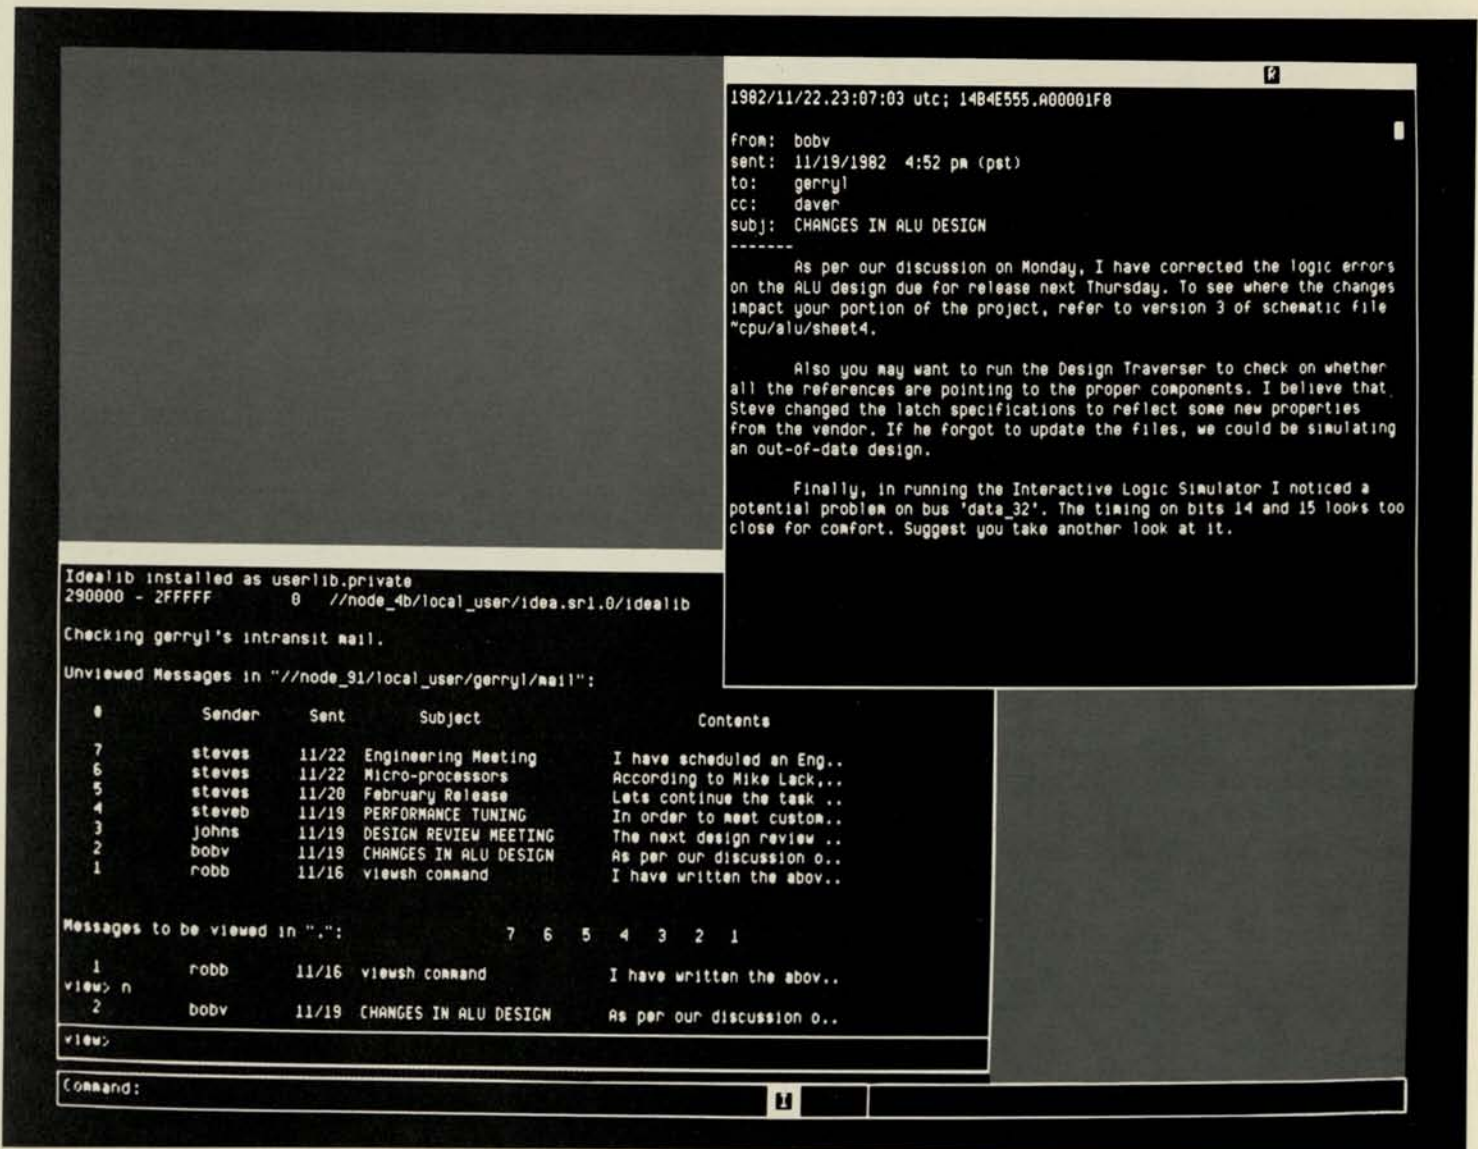 R
1982/11/22.23:07:03 utc; 14B4E555.A00001F8
from: bobv
sent: 11/19/1982 4:52 pm (pst)
to: gerryl
cc: daver
subj: CHANGES IN ALU DESIGN
-------
As per our discussion on Monday, I have corrected the logic errors
on the ALU design due for release next Thursday. To see where the changes
impact your portion of the project, refer to version 3 of schematic file
~cpu/alu/sheet4.
Also you may want to run the Design Traverser to check on whether
all the references are pointing to the proper components. I believe that
Steve changed the latch specifications to reflect some new properties
from the vendor. If he forgot to update the files, we could be simulating
an out-of-date design.
Finally, in running the Interactive Logic Simulator I noticed a
potential problem on bus 'data_32'. The timing on bits 14 and 15 looks too
close for comfort. Suggest you take another look at it.
Idealib installed as userlib.private
290000 - 2FFFFF 0 //node_4b/local_user/idea.sr1.0/idealib
Checking gerryl's intransit mail.
Unviewed Messages in "//node_91/local_user/gerryl/mail":
# Sender Sent Subject Contents
7 steves 11/22 Engineering Meeting I have scheduled an Eng..
6 steves 11/22 Micro-processors According to Mike Lack,..
5 steves 11/20 February Release Lets continue the task ..
4 steveb 11/19 PERFORMANCE TUNING In order to meet custom..
3 johns 11/19 DESIGN REVIEW MEETING The next design review ..
2 bobv 11/19 CHANGES IN ALU DESIGN As per our discussion o..
1 robb 11/16 viewsh command I have written the abov..
Messages to be viewed in ".": 7 6 5 4 3 2 1
1 robb 11/16 viewsh command I have written the abov..
view> n
2 bobv 11/19 CHANGES IN ALU DESIGN As per our discussion o..
view>
Command:
I